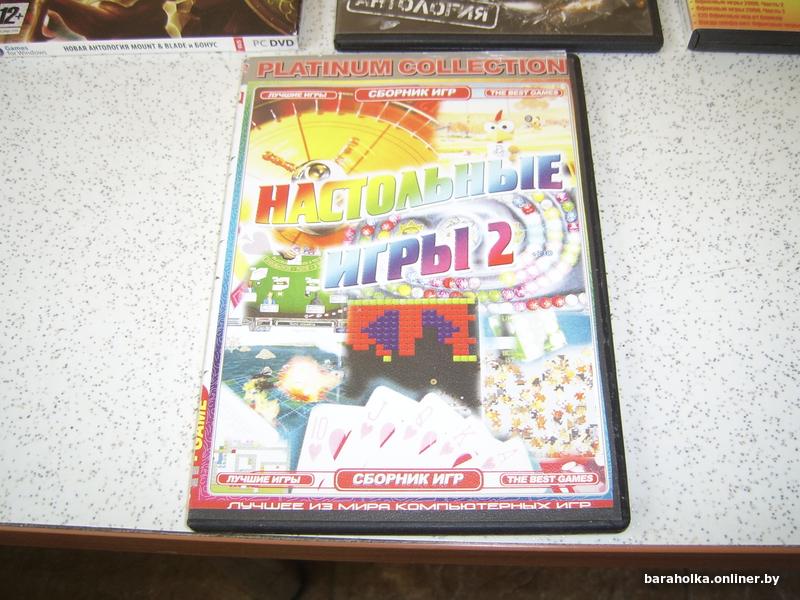 12+
Games
for Windows
НОВАЯ АНТОЛОГИЯ MOUNT & BLADE и БОНУС
PC DVD
АНТОЛОГИЯ
PLATINUM COLLECTION
ЛУЧШИЕ ИГРЫ
СБОРНИК ИГР
THE BEST GAMES
НАСТОЛЬНЫЕ
ИГРЫ 2
GAME
ЛУЧШИЕ ИГРЫ
СБОРНИК ИГР
THE BEST GAMES
ЛУЧШЕЕ ИЗ МИРА КОМПЬЮТЕРНЫХ ИГР
baraholka.onliner.by